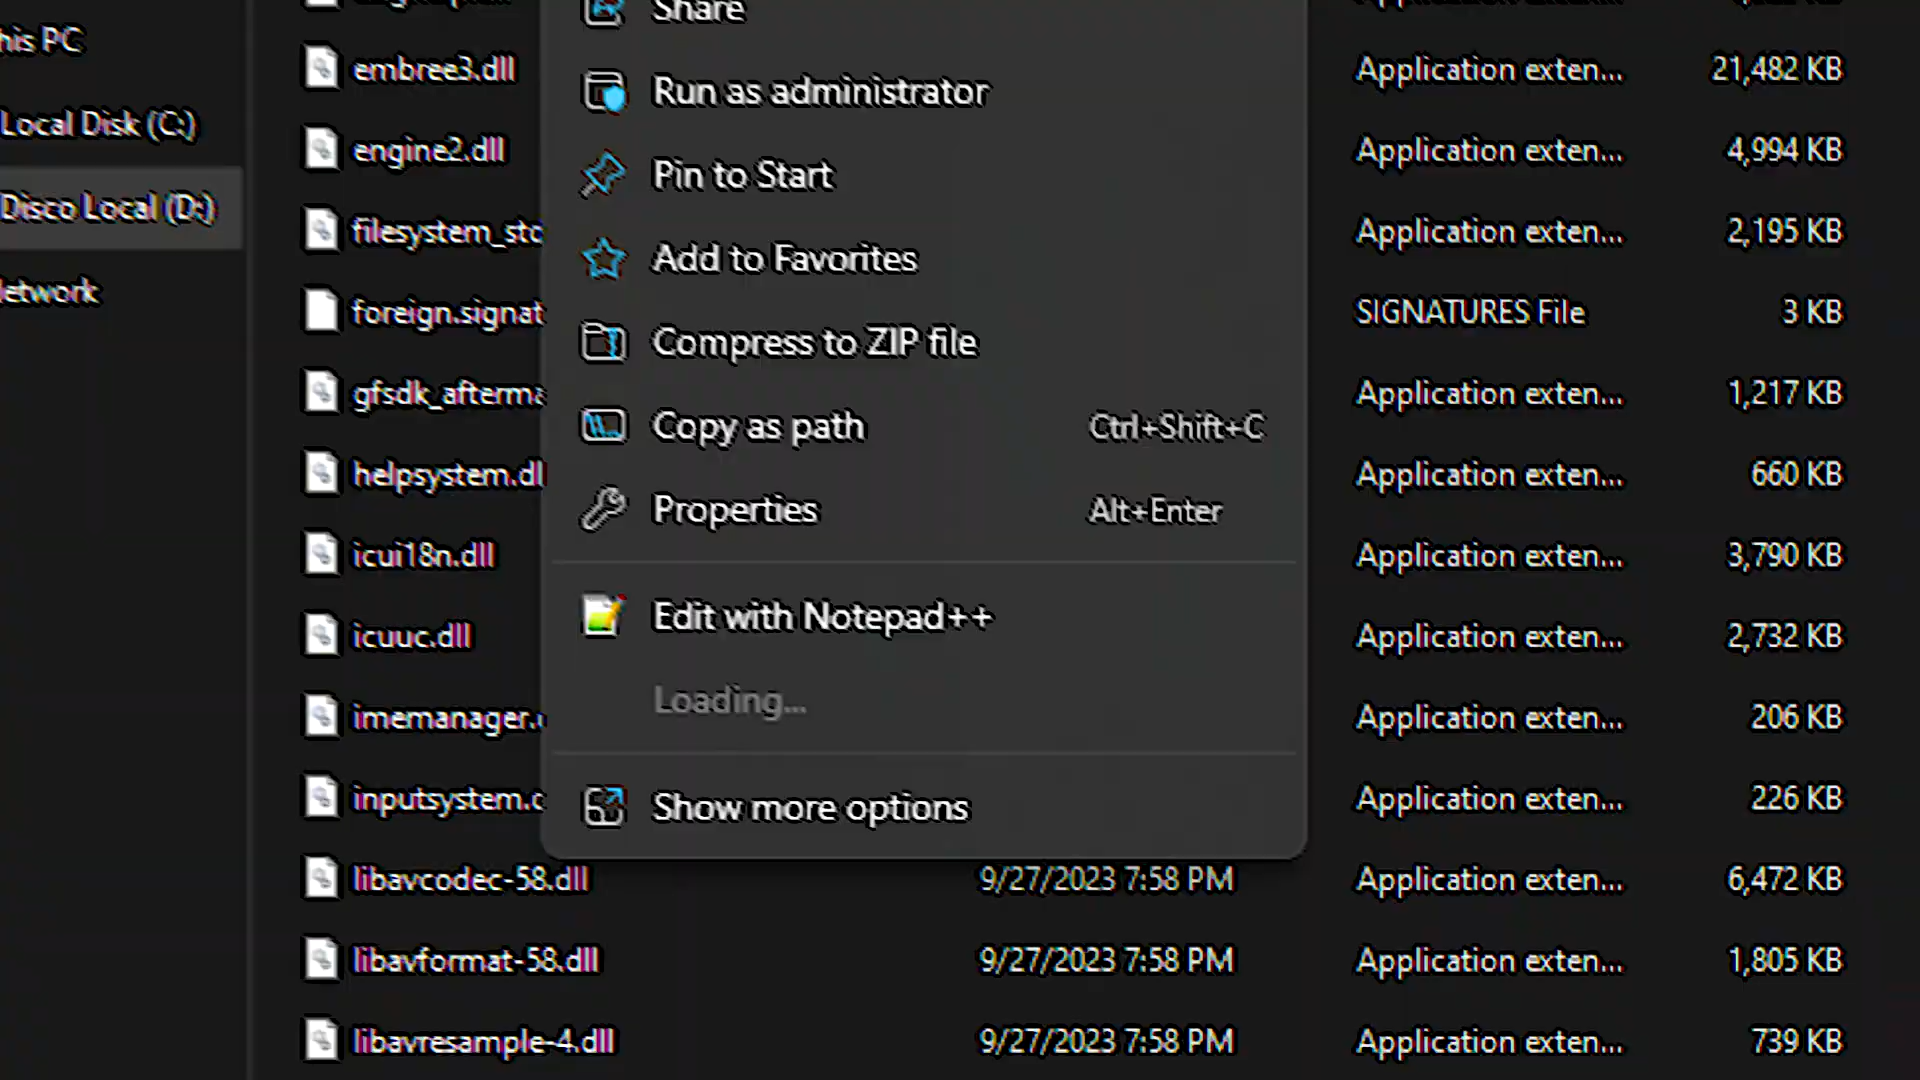 Share
his PC
embree3.dll Application exten... 21,482 KB
Run as administrator
Local Disk (C:)
engine2.dll Application exten... 4,994 KB
Pin to Start
Disco Local (D:)
filesystem_std Application exten... 2,195 KB
Add to Favorites
etwork
foreign.signat SIGNATURES File 3 KB
Compress to ZIP file
gfsdk_afterma Application exten... 1,217 KB
Copy as path Ctrl+Shift+C
helpsystem.dl Application exten... 660 KB
Properties Alt+Enter
icui18n.dll Application exten... 3,790 KB
Edit with Notepad++
icuuc.dll Application exten... 2,732 KB
Loading...
imemanager. Application exten... 206 KB
inputsystem. Application exten... 226 KB
Show more options
libavcodec-58.dll 9/27/2023 7:58 PM Application exten... 6,472 KB
libavformat-58.dll 9/27/2023 7:58 PM Application exten... 1,805 KB
libavresample-4.dll 9/27/2023 7:58 PM Application exten... 739 KB